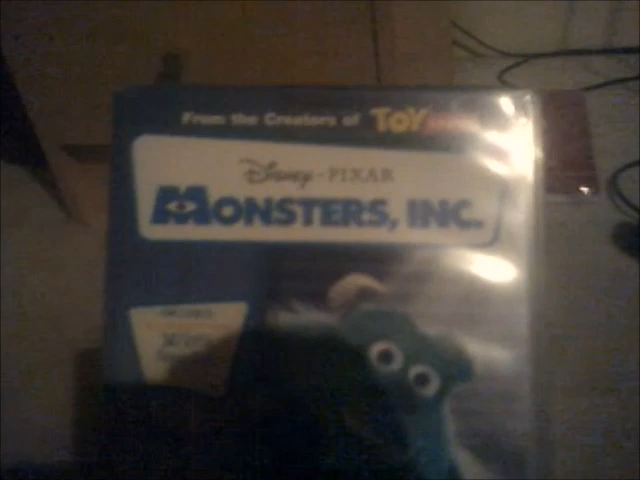 From the Creators of TOY
Disney · PIXAR
MONSTERS, INC.